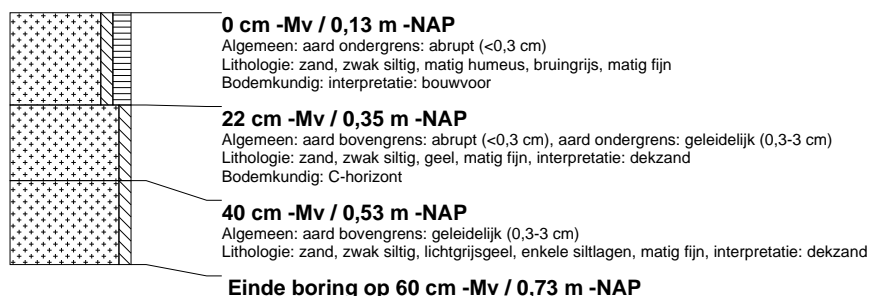 0 cm -Mv / 0,13 m -NAP
Algemeen: aard ondergrens: abrupt (<0,3 cm)
Lithologie: zand, zwak siltig, matig humeus, bruingrijs, matig fijn
Bodemkundig: interpretatie: bouwvoor
22 cm -Mv / 0,35 m -NAP
Algemeen: aard bovengrens: abrupt (<0,3 cm), aard ondergrens: geleidelijk (0,3-3 cm)
Lithologie: zand, zwak siltig, geel, matig fijn, interpretatie: dekzand
Bodemkundig: C-horizont
40 cm -Mv / 0,53 m -NAP
Algemeen: aard bovengrens: geleidelijk (0,3-3 cm)
Lithologie: zand, zwak siltig, lichtgrijsgeel, enkele siltlagen, matig fijn, interpretatie: dekzand
Einde boring op 60 cm -Mv / 0,73 m -NAP